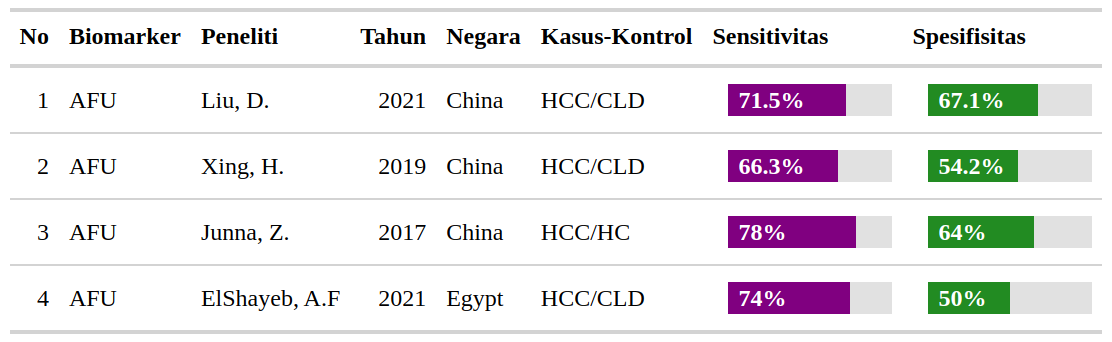 No Biomarker Peneliti Tahun Negara Kasus-Kontrol Sensitivitas Spesifisitas
1 AFU Liu, D. 2021 China HCC/CLD 71.5% 67.1%
2 AFU Xing, H. 2019 China HCC/CLD 66.3% 54.2%
3 AFU Junna, Z. 2017 China HCC/HC 78% 64%
4 AFU ElShayeb, A.F 2021 Egypt HCC/CLD 74% 50%